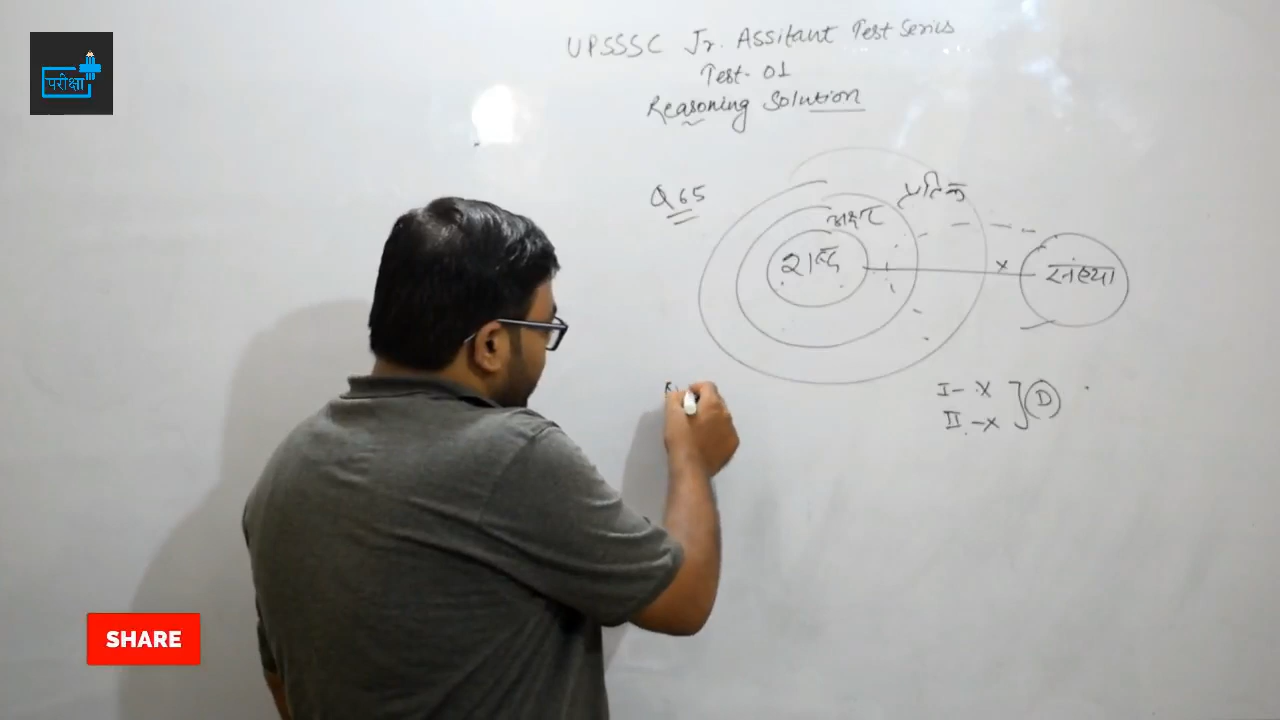 परीक्षा
UPSSSC Jr. Assitant Test Series
Test- 01
Reasoning Solution
Q 65
प्रतिक
अक्षर
शब्द
x
संख्या
I - x
II - x
D
SHARE